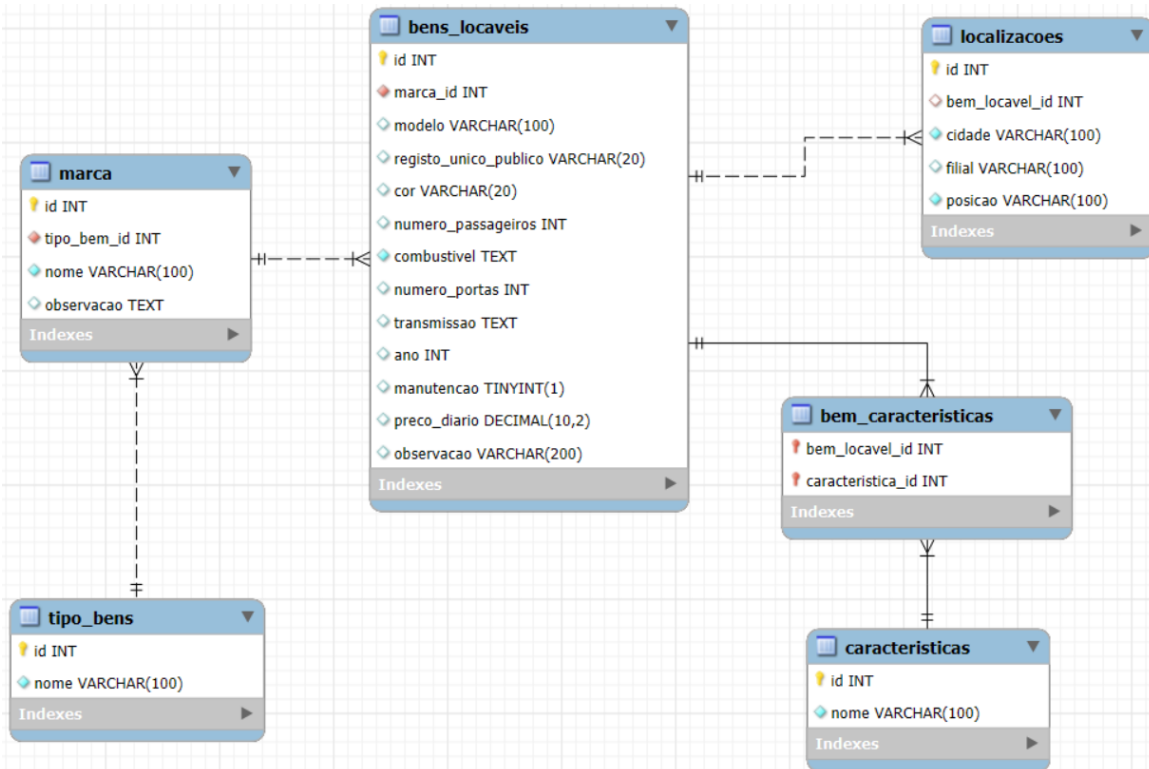 bens_locaveis
id INT
marca_id INT
modelo VARCHAR(100)
registo_unico_publico VARCHAR(20)
cor VARCHAR(20)
numero_passageiros INT
combustivel TEXT
numero_portas INT
transmissao TEXT
ano INT
manutencao TINYINT(1)
preco_diario DECIMAL(10,2)
observacao VARCHAR(200)
Indexes
localizacoes
id INT
bem_locavel_id INT
cidade VARCHAR(100)
filial VARCHAR(100)
posicao VARCHAR(100)
Indexes
marca
id INT
tipo_bem_id INT
nome VARCHAR(100)
observacao TEXT
Indexes
bem_caracteristicas
bem_locavel_id INT
caracteristica_id INT
Indexes
tipo_bens
id INT
nome VARCHAR(100)
Indexes
caracteristicas
id INT
nome VARCHAR(100)
Indexes